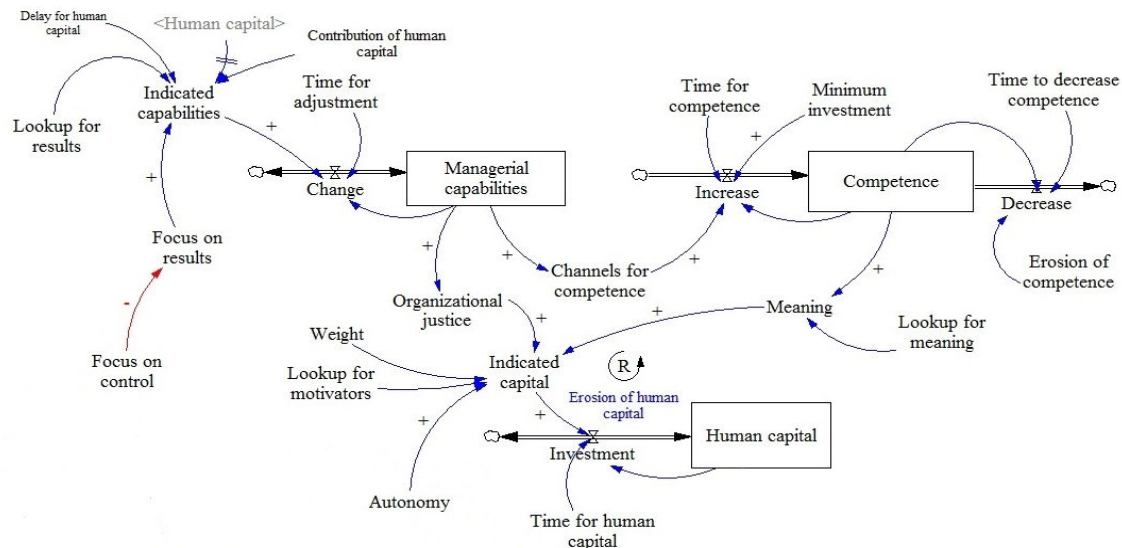 Delay for human
capital
<Human capital>
Contribution of human
capital
Indicated
capabilities
Lookup for
results
Time for
adjustment
+
Change
Managerial
capabilities
+
Focus on
results
-
Focus on
control
Time for
competence
Minimum
investment
+
Increase
Competence
Time to decrease
competence
Decrease
Erosion of
competence
+
Organizational
justice
+
Channels for
competence
+
+
Meaning
Lookup for
meaning
+
+
Weight
Lookup for
motivators
Indicated
capital
R
Erosion of human
capital
+
+
Autonomy
Investment
Human capital
Time for human
capital